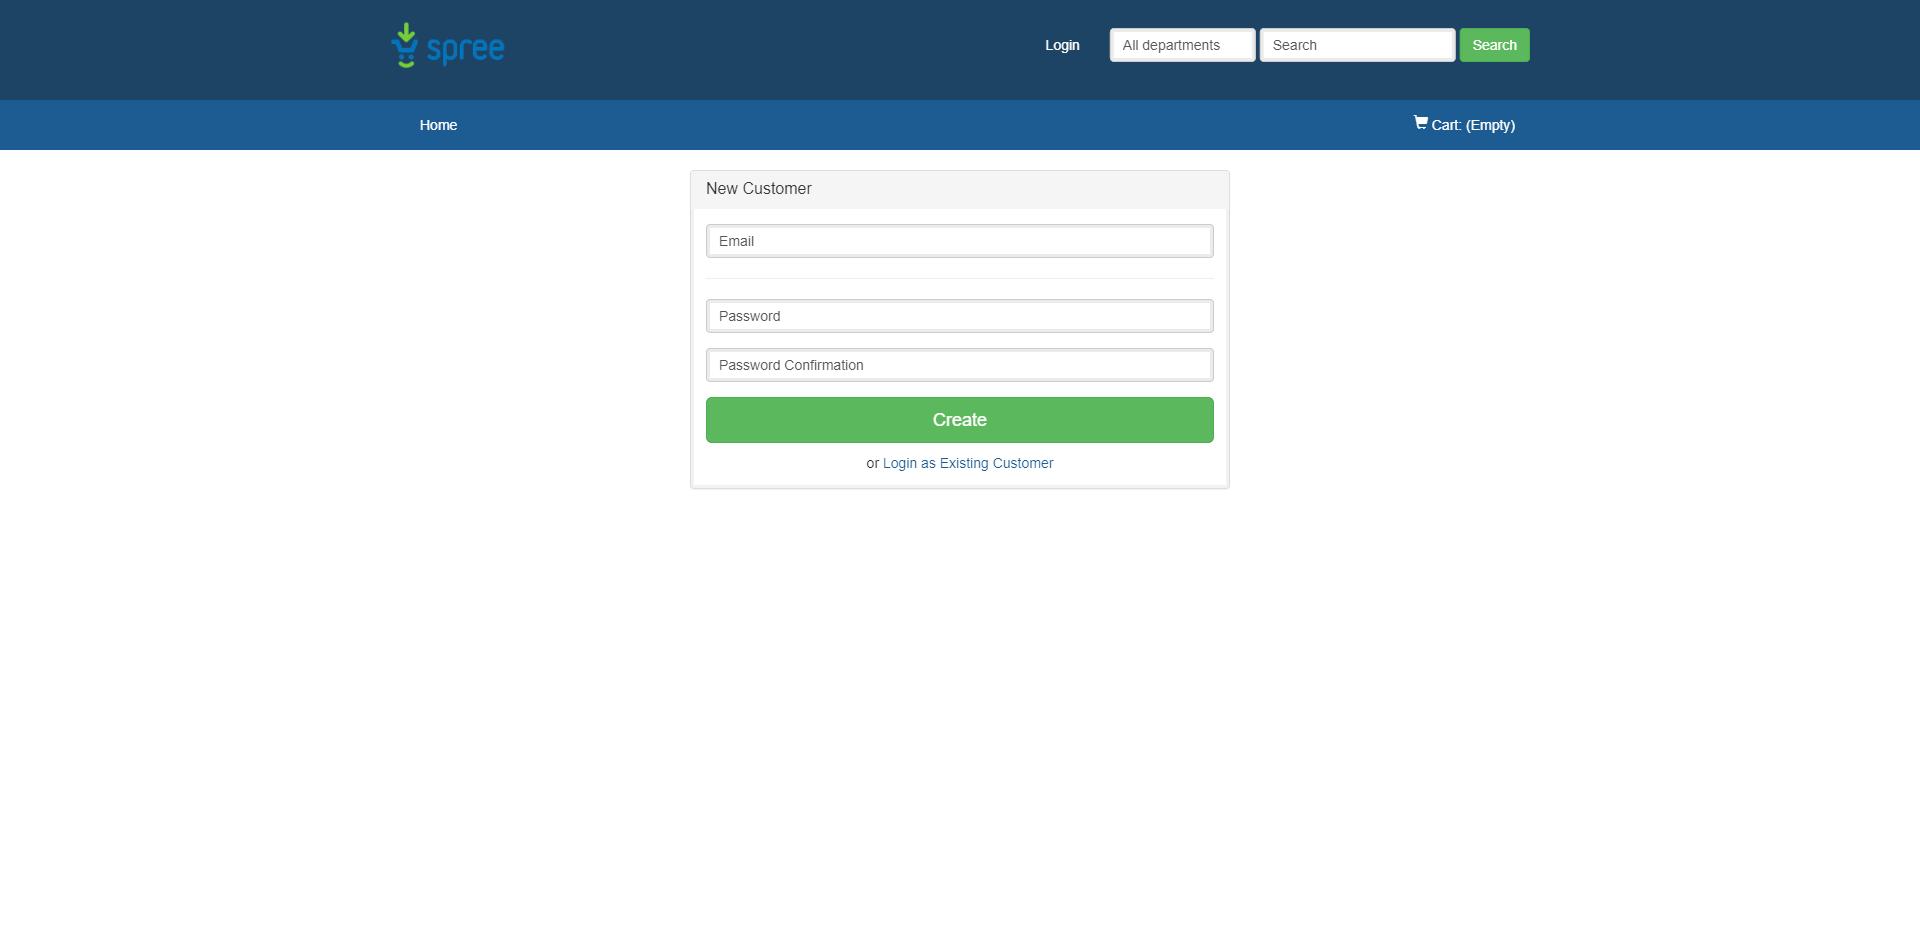 spree
Login
All departments
Search
Search
Home
Cart: (Empty)
New Customer
Email
Password
Password Confirmation
Create
or Login as Existing Customer